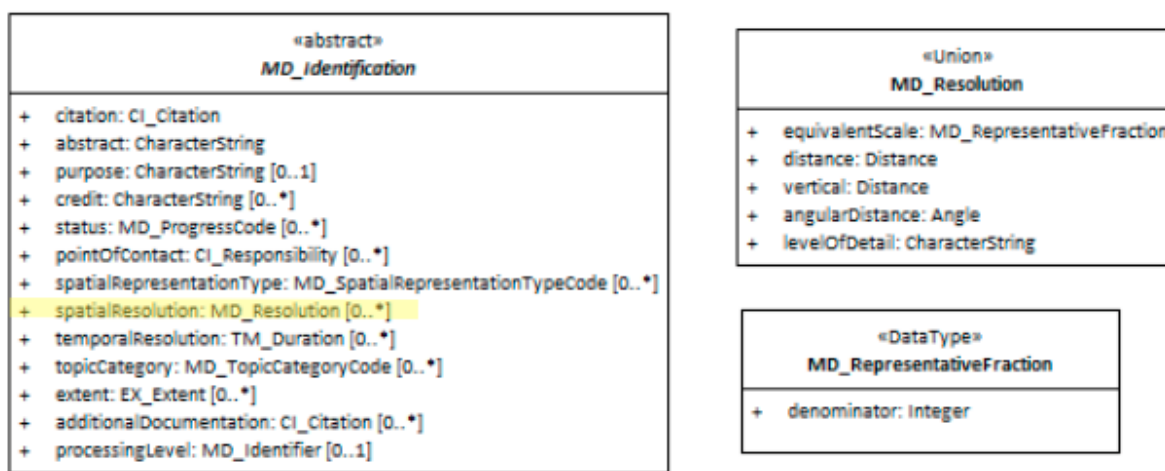 «abstract»
MD_Identification
+ citation: CI_Citation
+ abstract: CharacterString
+ purpose: CharacterString [0..1]
+ credit: CharacterString [0..*]
+ status: MD_ProgressCode [0..*]
+ pointOfContact: CI_Responsibility [0..*]
+ spatialRepresentationType: MD_SpatialRepresentationTypeCode [0..*]
+ spatialResolution: MD_Resolution [0..*]
+ temporalResolution: TM_Duration [0..*]
+ topicCategory: MD_TopicCategoryCode [0..*]
+ extent: EX_Extent [0..*]
+ additionalDocumentation: CI_Citation [0..*]
+ processingLevel: MD_Identifier [0..1]
«Union»
MD_Resolution
+ equivalentScale: MD_RepresentativeFraction
+ distance: Distance
+ vertical: Distance
+ angularDistance: Angle
+ levelOfDetail: CharacterString
«DataType»
MD_RepresentativeFraction
+ denominator: Integer